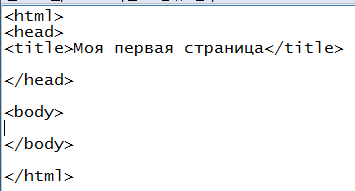 <html>
<head>
<title>Моя первая страница</title>
</head>
<body>
</body>
</html>